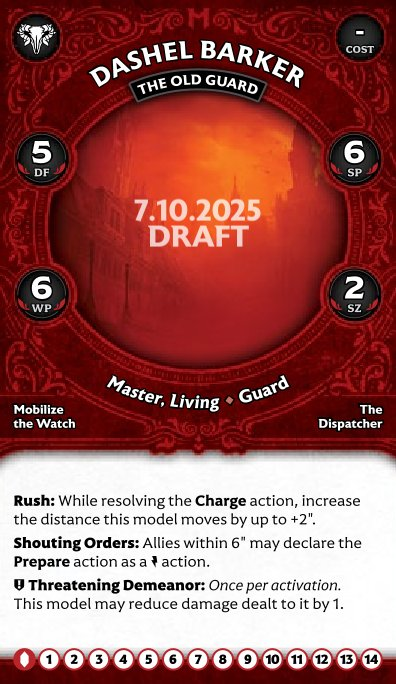 -
COST
DASHEL BARKER
THE OLD GUARD
5
DF
6
SP
7.10.2025
DRAFT
6
WP
2
SZ
Master, Living ◆ Guard
Mobilize
the Watch
The
Dispatcher
Rush: While resolving the Charge action, increase
the distance this model moves by up to +2".
Shouting Orders: Allies within 6" may declare the
Prepare action as a action.
Threatening Demeanor: Once per activation.
This model may reduce damage dealt to it by 1.
1 2 3 4 5 6 7 8 9 10 11 12 13 14